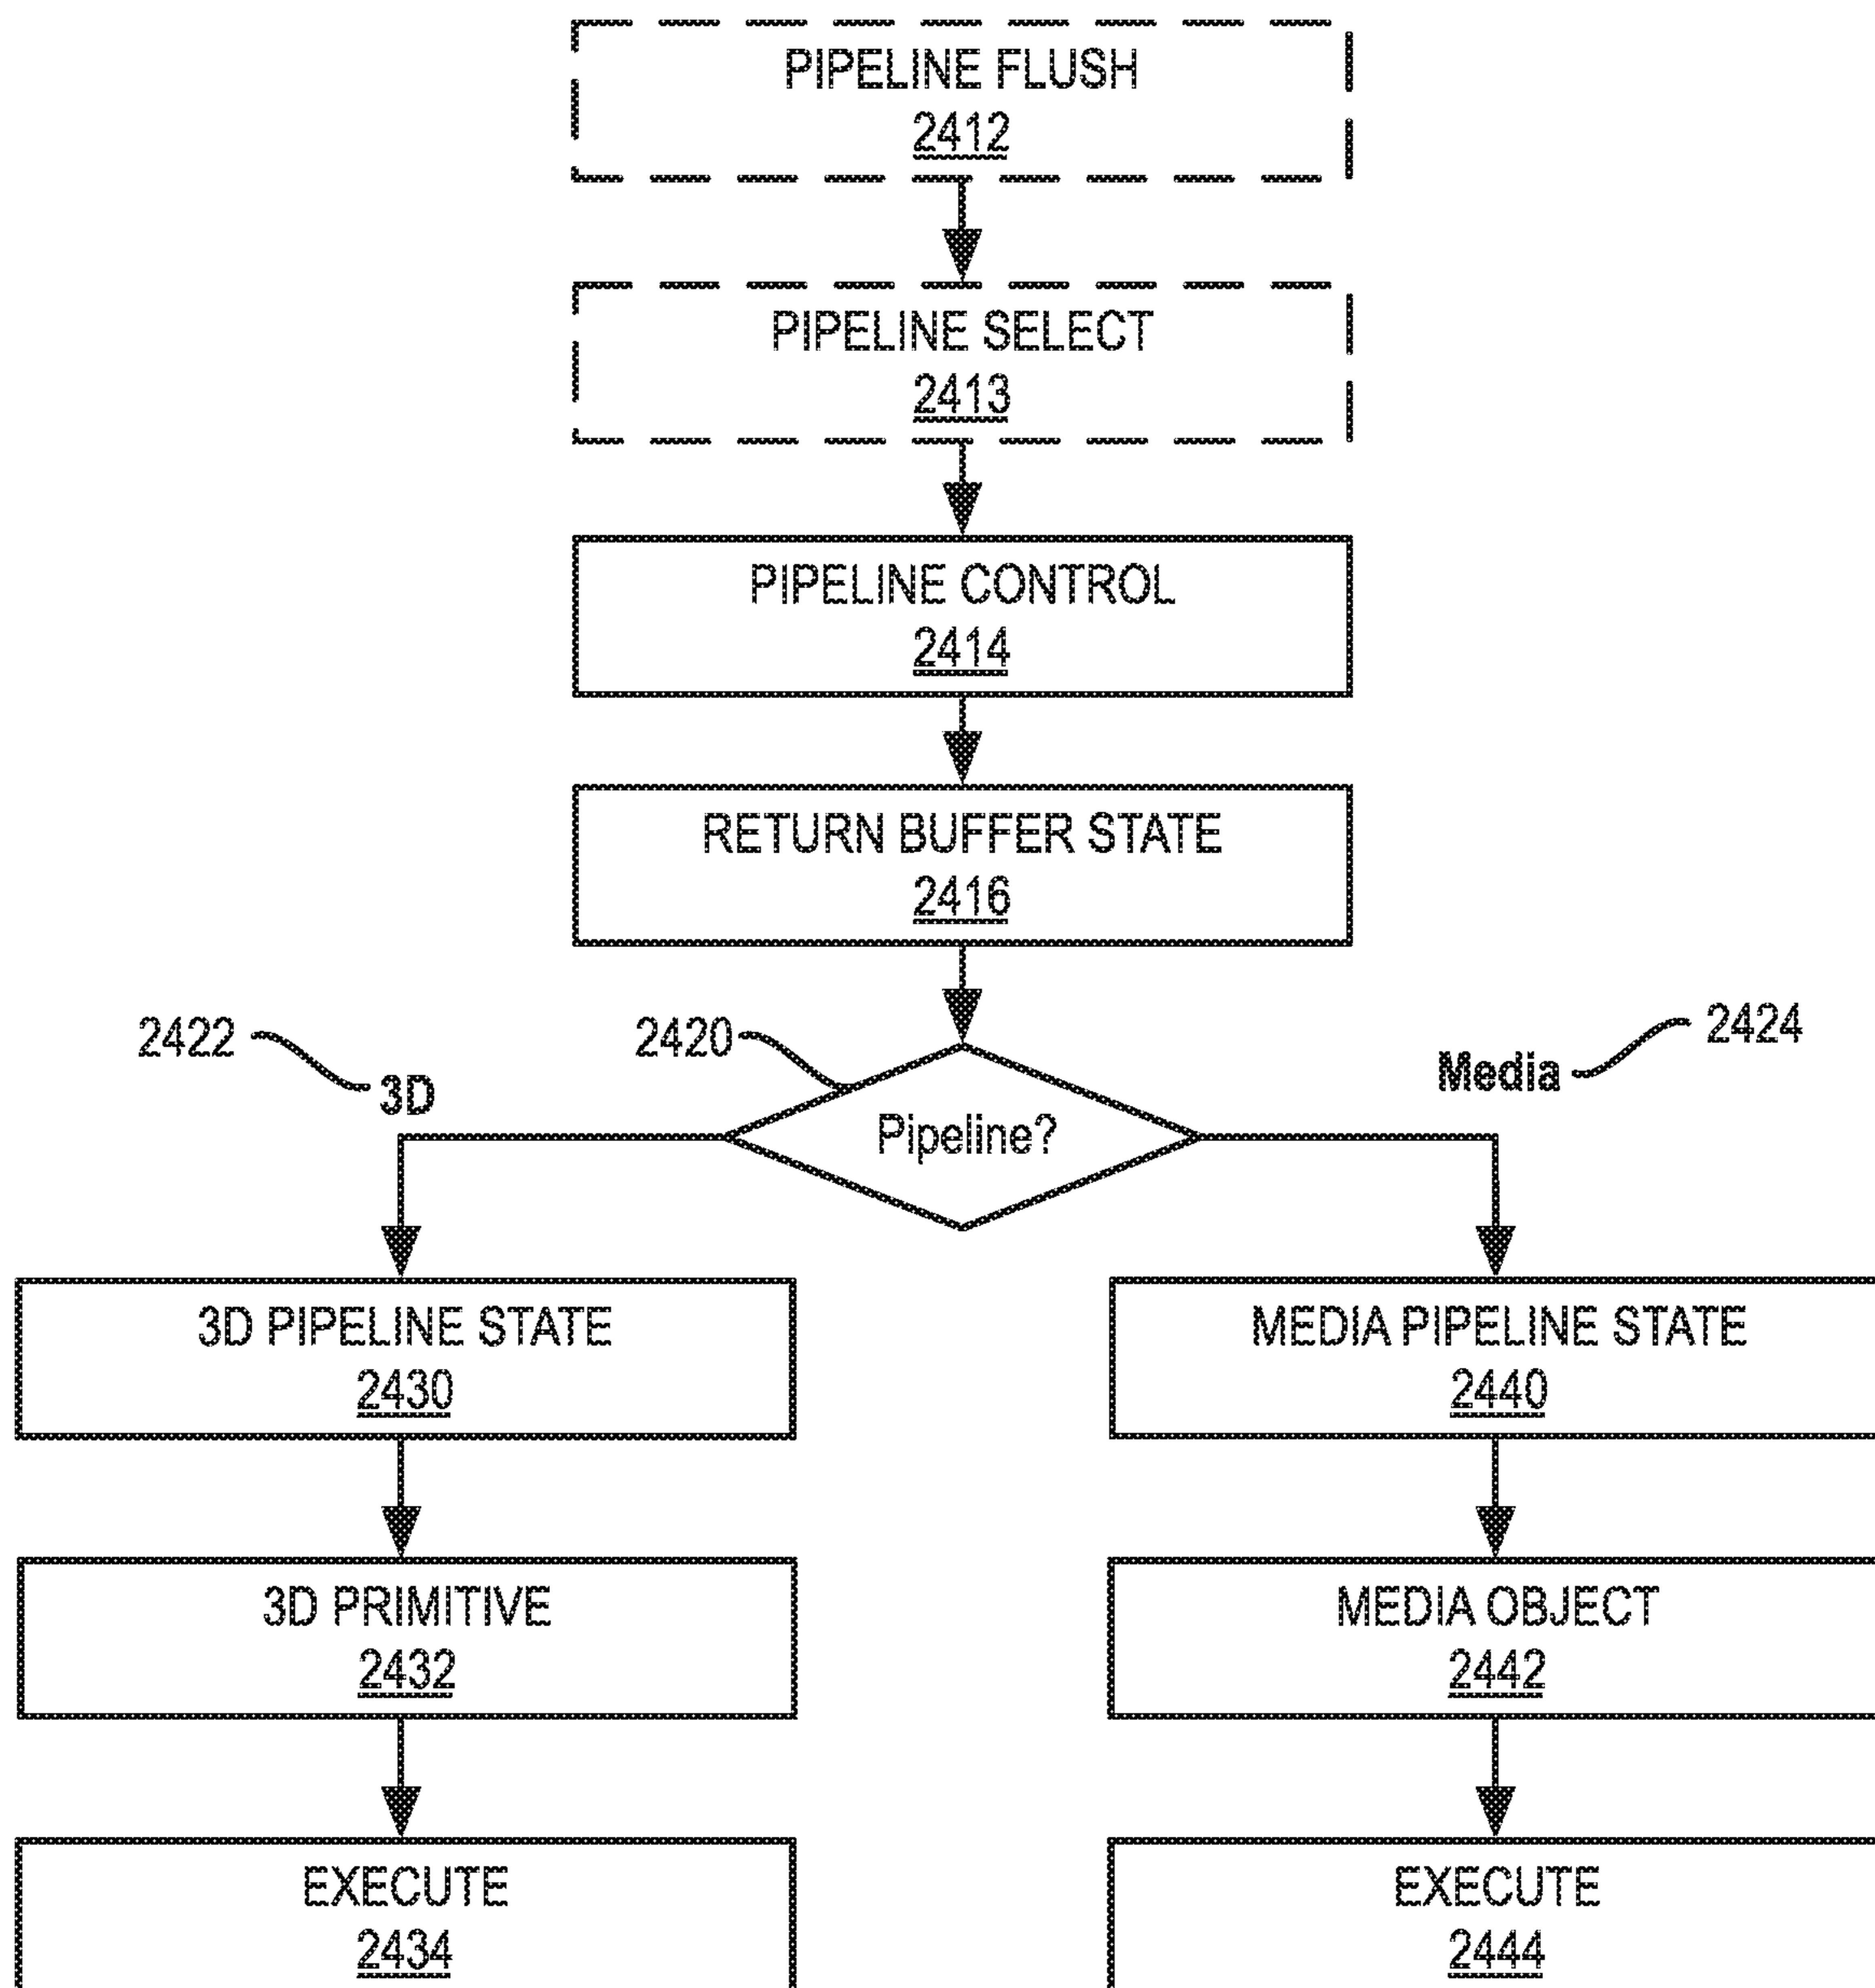 PIPELINE FLUSH
2412
PIPELINE SELECT
2413
PIPELINE CONTROL
2414
RETURN BUFFER STATE
2416
2422
3D
2420
Pipeline?
Media
2424
3D PIPELINE STATE
2430
MEDIA PIPELINE STATE
2440
3D PRIMITIVE
2432
MEDIA OBJECT
2442
EXECUTE
2434
EXECUTE
2444